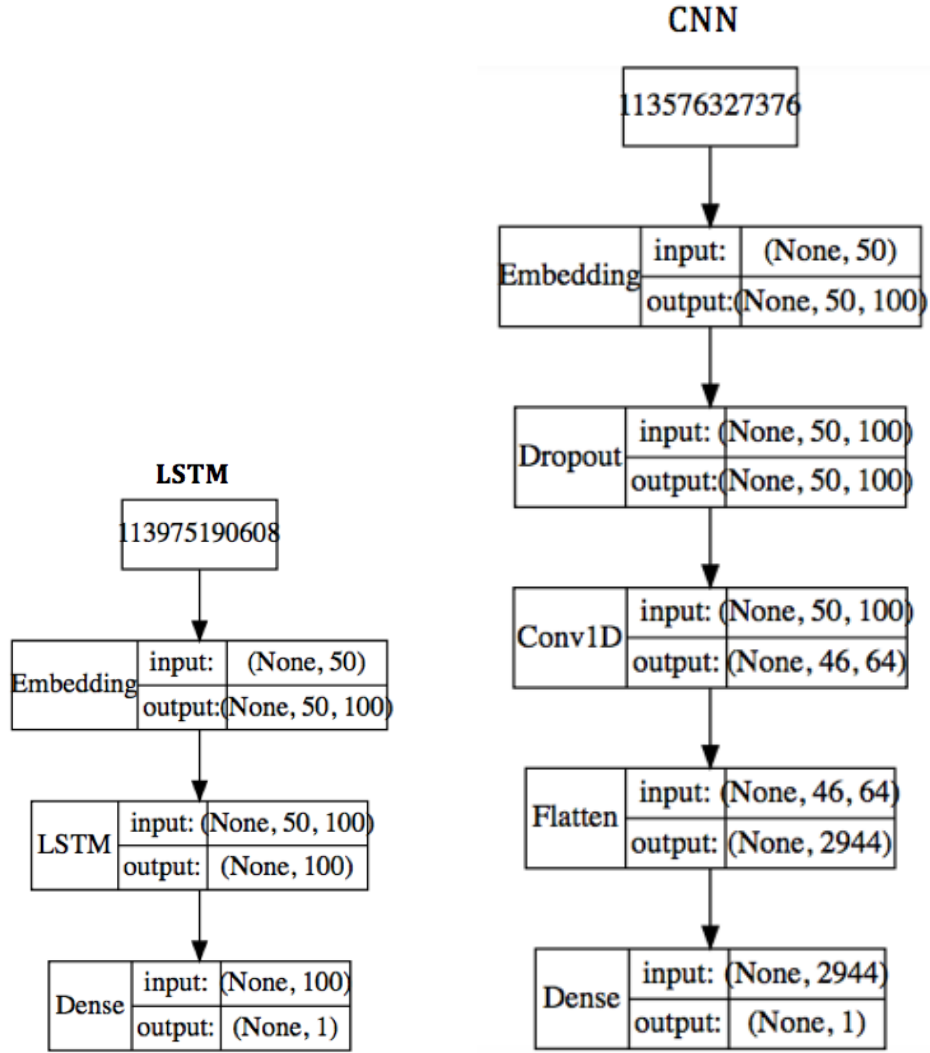 LSTM
113975190608
Embedding
input: (None, 50)
output:(None, 50, 100)
LSTM
input: (None, 50, 100)
output: (None, 100)
Dense
input: (None, 100)
output: (None, 1)
CNN
113576327376
Embedding
input: (None, 50)
output:(None, 50, 100)
Dropout
input: (None, 50, 100)
output:(None, 50, 100)
Conv1D
input: (None, 50, 100)
output: (None, 46, 64)
Flatten
input: (None, 46, 64)
output: (None, 2944)
Dense
input: (None, 2944)
output: (None, 1)